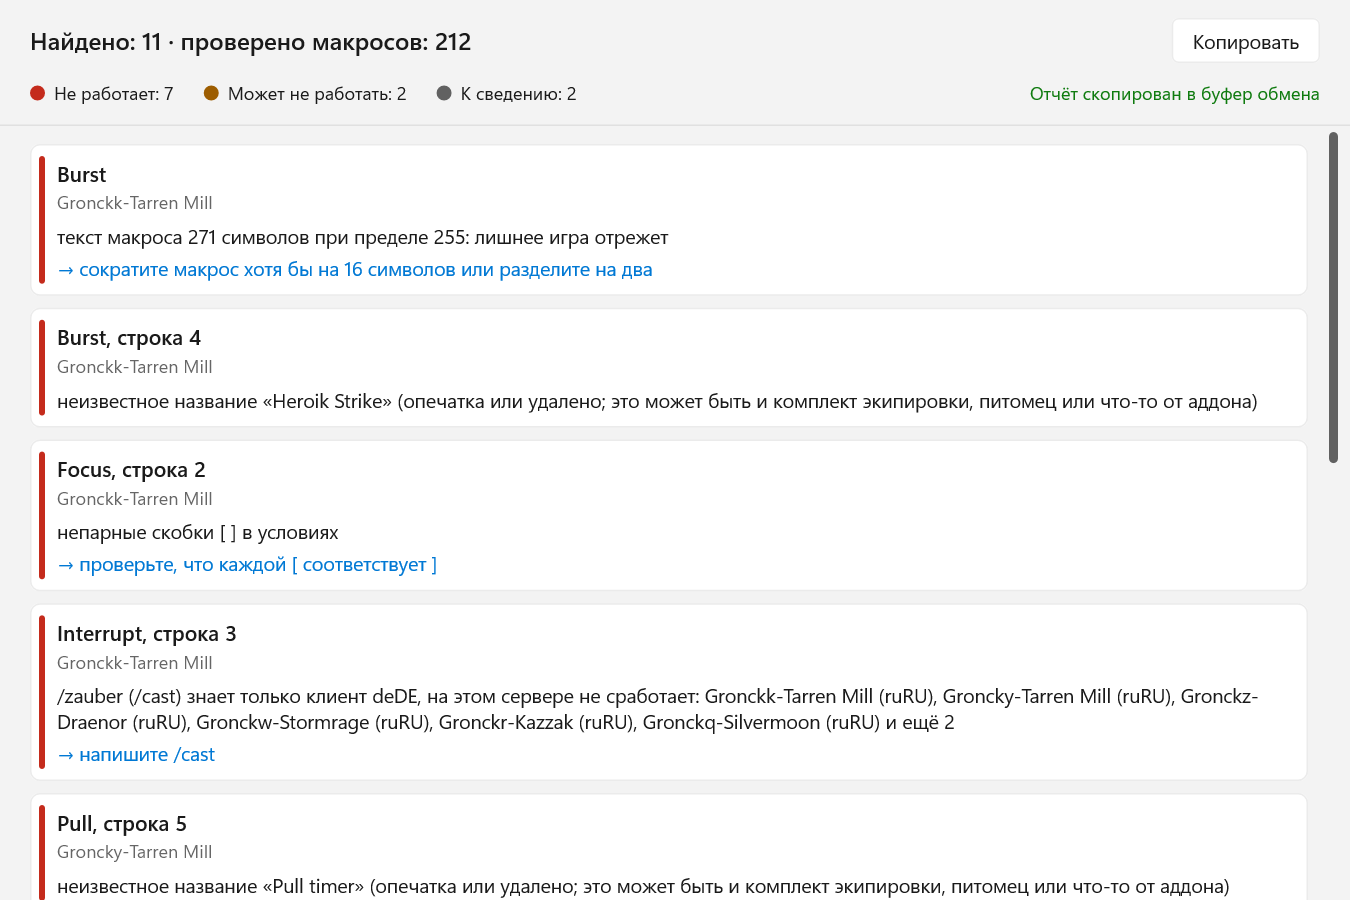 Найдено: 11 · проверено макросов: 212
Копировать
Не работает: 7
Может не работать: 2
К сведению: 2
Отчёт скопирован в буфер обмена
Burst
Gronckk-Tarren Mill
текст макроса 271 символов при пределе 255: лишнее игра отрежет
→ сократите макрос хотя бы на 16 символов или разделите на два
Burst, строка 4
Gronckk-Tarren Mill
неизвестное название «Heroik Strike» (опечатка или удалено; это может быть и комплект экипировки, питомец или что-то от аддона)
Focus, строка 2
Gronckk-Tarren Mill
непарные скобки [ ] в условиях
→ проверьте, что каждой [ соответствует ]
Interrupt, строка 3
Gronckk-Tarren Mill
/zauber (/cast) знает только клиент deDE, на этом сервере не сработает: Gronckk-Tarren Mill (ruRU), Groncky-Tarren Mill (ruRU), Gronckz-
Draenor (ruRU), Gronckw-Stormrage (ruRU), Gronckr-Kazzak (ruRU), Gronckq-Silvermoon (ruRU) и ещё 2
→ напишите /cast
Pull, строка 5
Groncky-Tarren Mill
неизвестное название «Pull timer» (опечатка или удалено; это может быть и комплект экипировки, питомец или что-то от аддона)